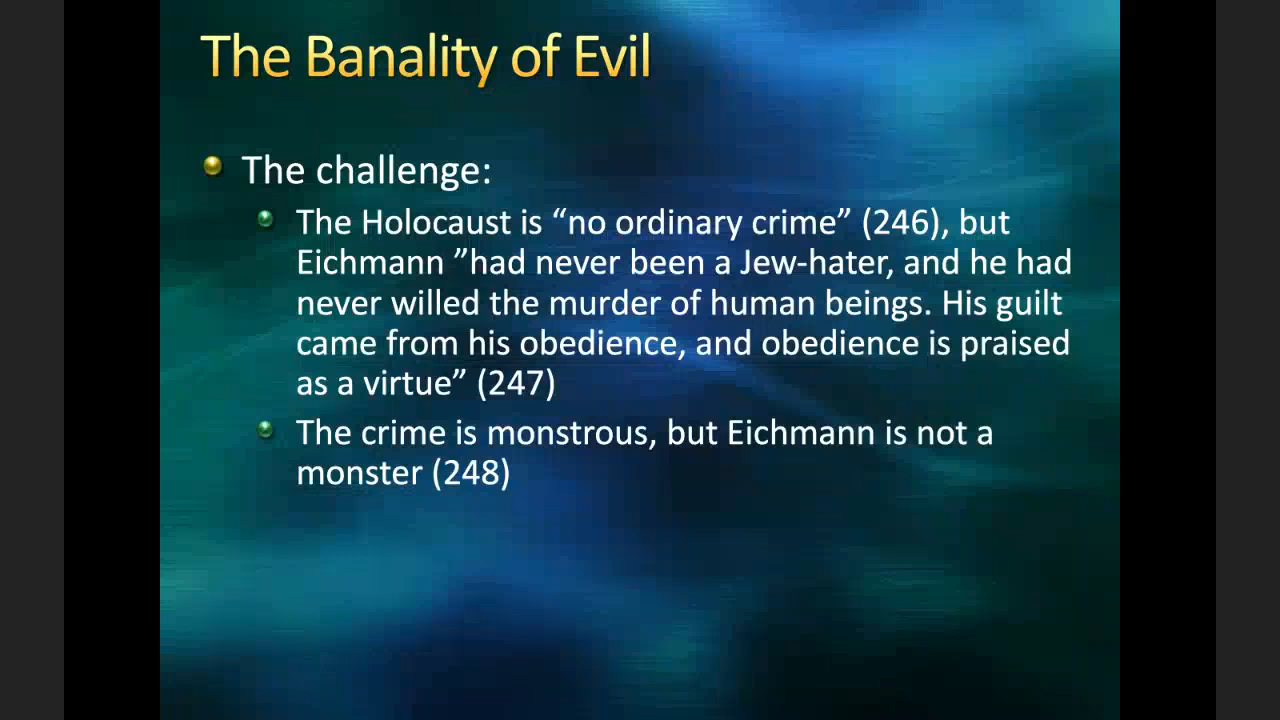 The Banality of Evil
The challenge:
The Holocaust is “no ordinary crime” (246), but
Eichmann ”had never been a Jew-hater, and he had
never willed the murder of human beings. His guilt
came from his obedience, and obedience is praised
as a virtue” (247)
The crime is monstrous, but Eichmann is not a
monster (248)